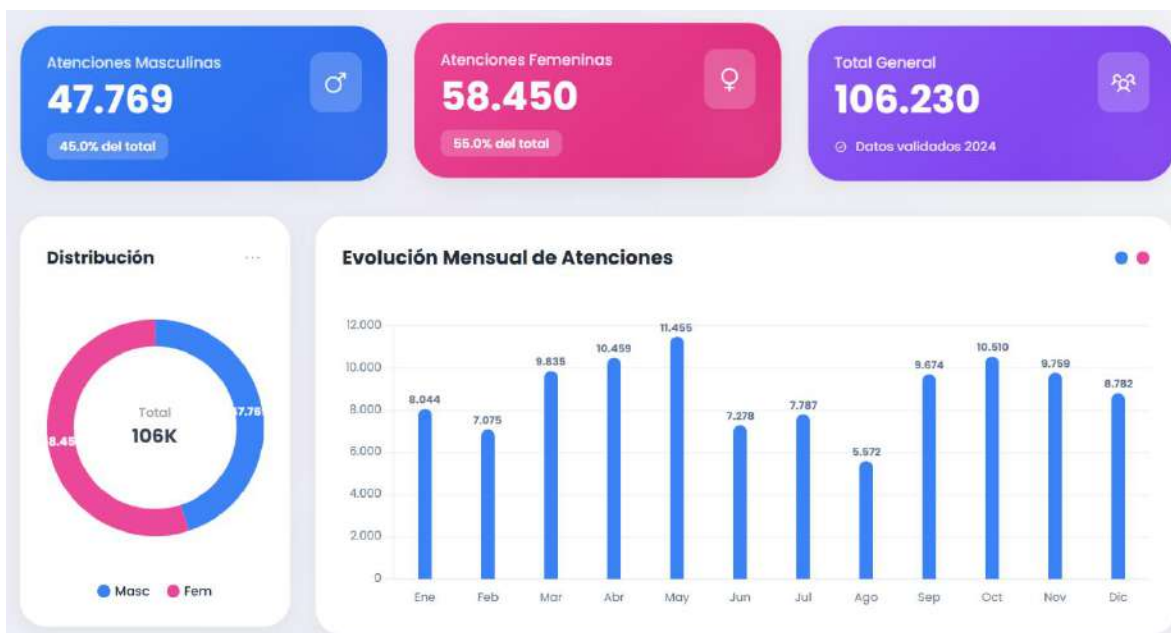 Atenciones Masculinas
47.769
45.0% del total
Atenciones Femeninas
58.450
55.0% del total
Total General
106.230
Datos validados 2024
Distribución
...
Total
106K
7.76
8.45
Masc Fem
Evolución Mensual de Atenciones
12.000
10.000
8.000
6.000
4.000
2.000
0
8.044
7.075
9.835
10.459
11.455
7.278
7.787
5.572
9.674
10.510
9.759
8.782
Ene Feb Mar Abr May Jun Jul Ago Sep Oct Nov Dic